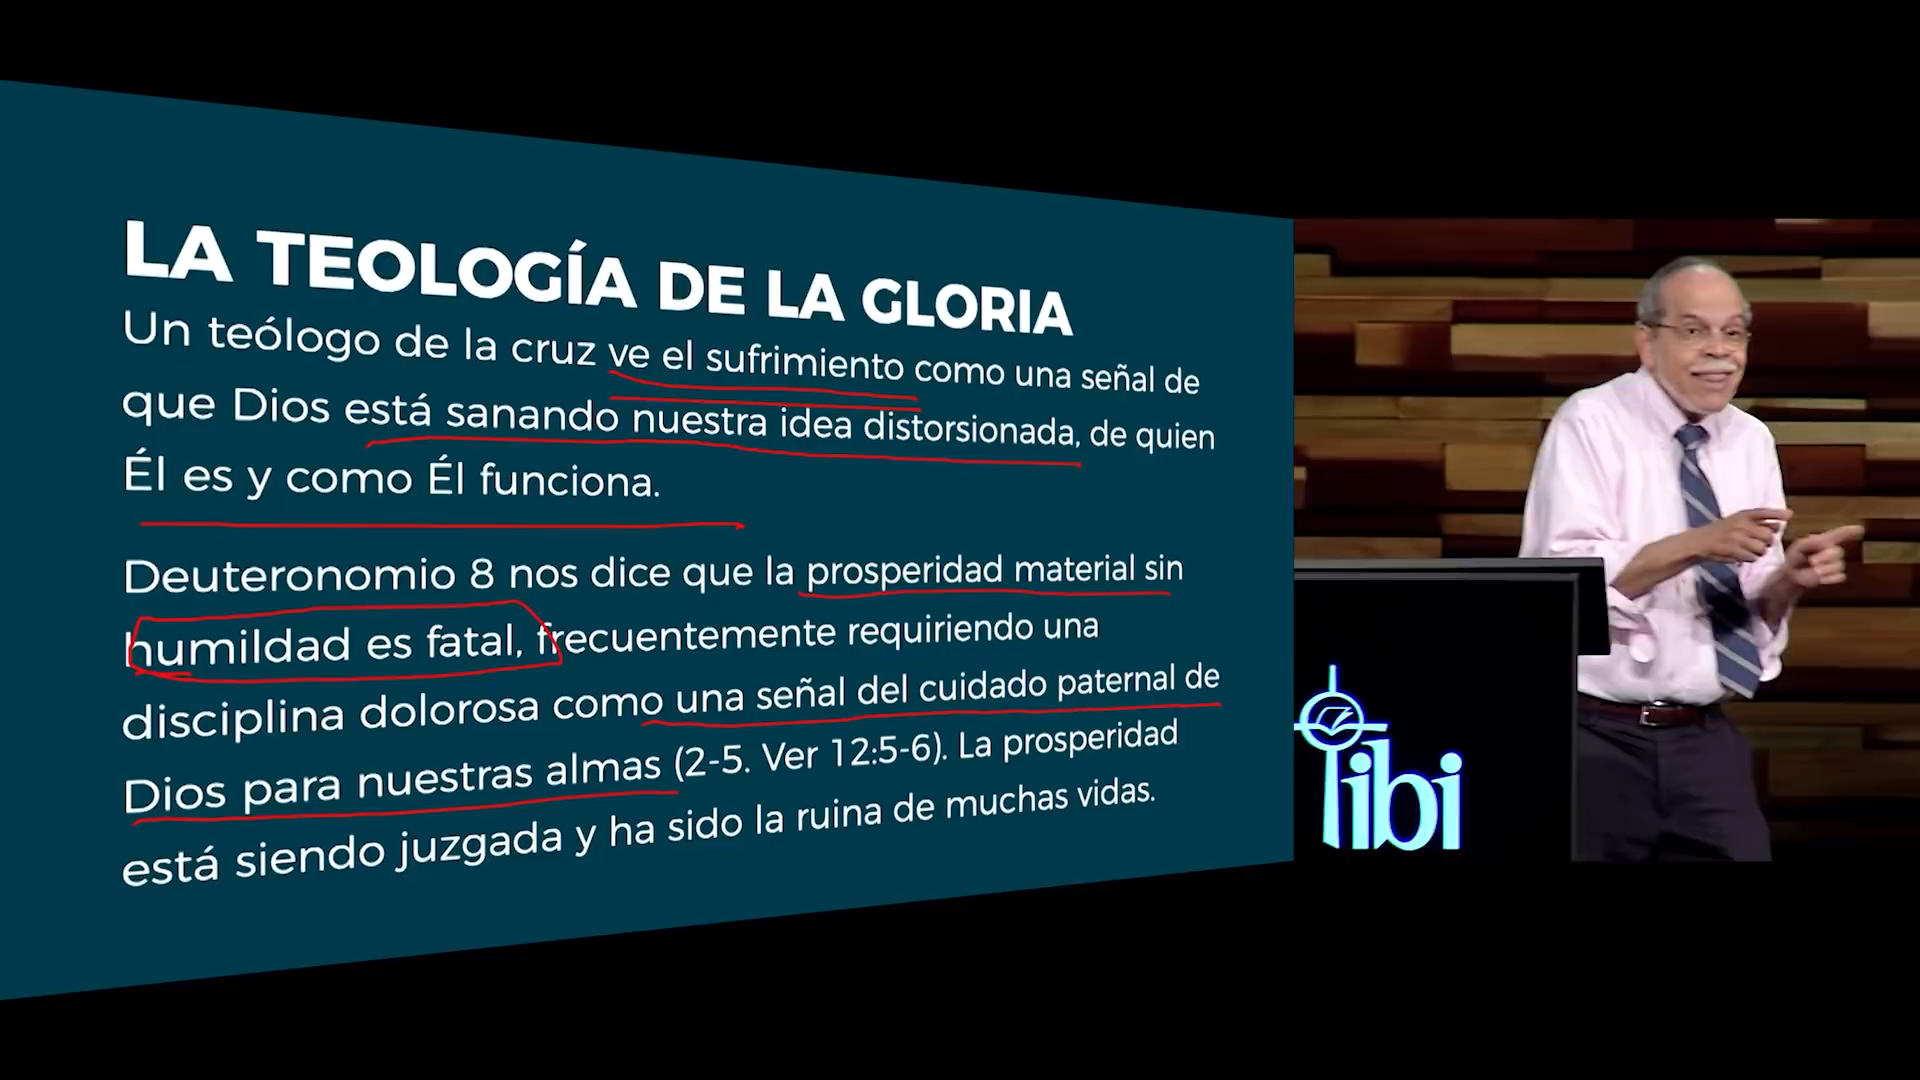 LA TEOLOGÍA DE LA GLORIA
Un teólogo de la cruz ve el sufrimiento como una señal de
que Dios está sanando nuestra idea distorsionada, de quien
Él es y como Él funciona.
Deuteronomio 8 nos dice que la prosperidad material sin
humildad es fatal, frecuentemente requiriendo una
disciplina dolorosa como una señal del cuidado paternal de
Dios para nuestras almas (2-5. Ver 12:5-6). La prosperidad
está siendo juzgada y ha sido la ruina de muchas vidas.
ibi